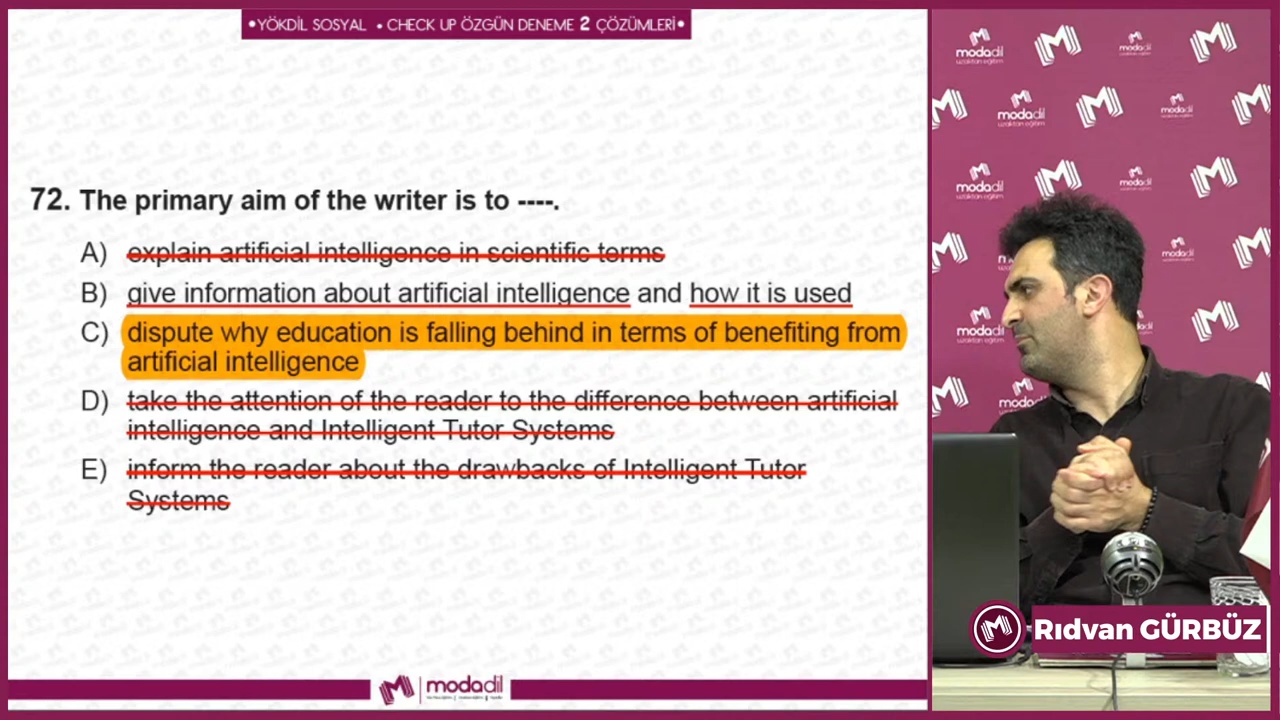 •YÖKDİL SOSYAL • CHECK UP ÖZGÜN DENEME 2 ÇÖZÜMLERİ•
72. The primary aim of the writer is to ----.
A) explain artificial intelligence in scientific terms
B) give information about artificial intelligence and how it is used
C) dispute why education is falling behind in terms of benefiting from
artificial intelligence
D) take the attention of the reader to the difference between artificial
intelligence and Intelligent Tutor Systems
E) inform the reader about the drawbacks of Intelligent Tutor
Systems
modadil
modadil
uzaktan eğitim
Rıdvan GÜRBÜZ